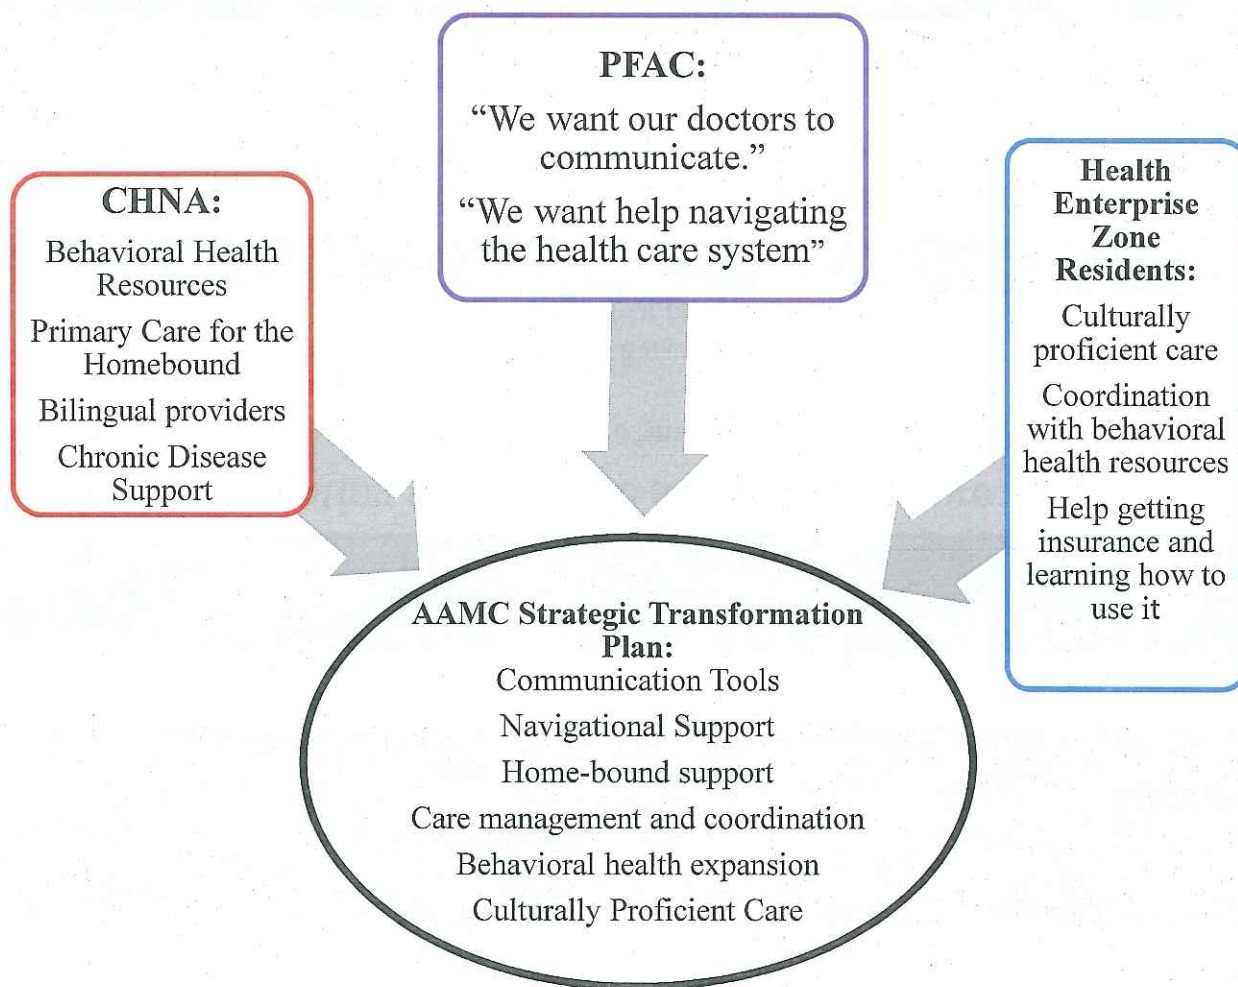 PFAC:
“We want our doctors to
communicate.”
“We want help navigating
the health care system”
CHNA:
Behavioral Health
Resources
Primary Care for the
Homebound
Bilingual providers
Chronic Disease
Support
Health
Enterprise
Zone
Residents:
Culturally
proficient care
Coordination
with behavioral
health resources
Help getting
insurance and
learning how to
use it
AAMC Strategic Transformation
Plan:
Communication Tools
Navigational Support
Home-bound support
Care management and coordination
Behavioral health expansion
Culturally Proficient Care